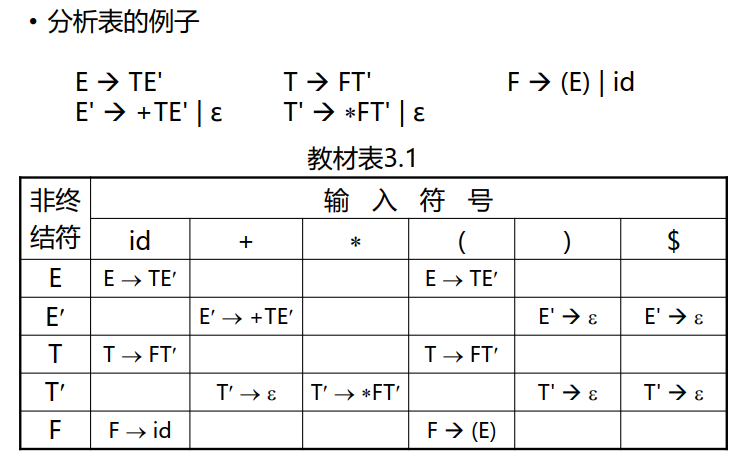 • 分析表的例子
E → TE' T → FT' F → (E) | id
E' → +TE' | ε T' → *FT' | ε
教材表3.1
非终结符 输 入 符 号
id + * ( ) $
E E → TE′ E → TE′
E′ E′ → +TE′ E' → ε E' → ε
T T → FT′ T → FT′
T′ T′ → ε T′ → *FT′ T' → ε T' → ε
F F → id F → (E)